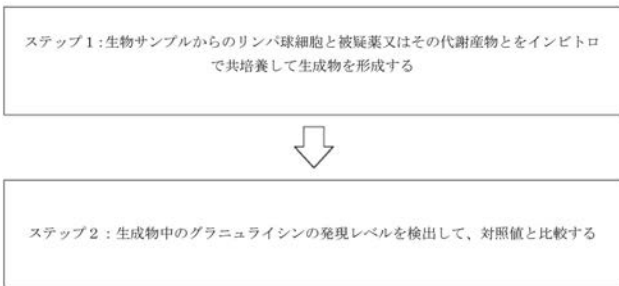 ステップ１：生物サンプルからのリンパ球細胞と被疑薬又はその代謝産物とをインビトロ
で共培養して生成物を形成する
ステップ２：生成物中のグラニュライシンの発現レベルを検出して、対照値と比較する